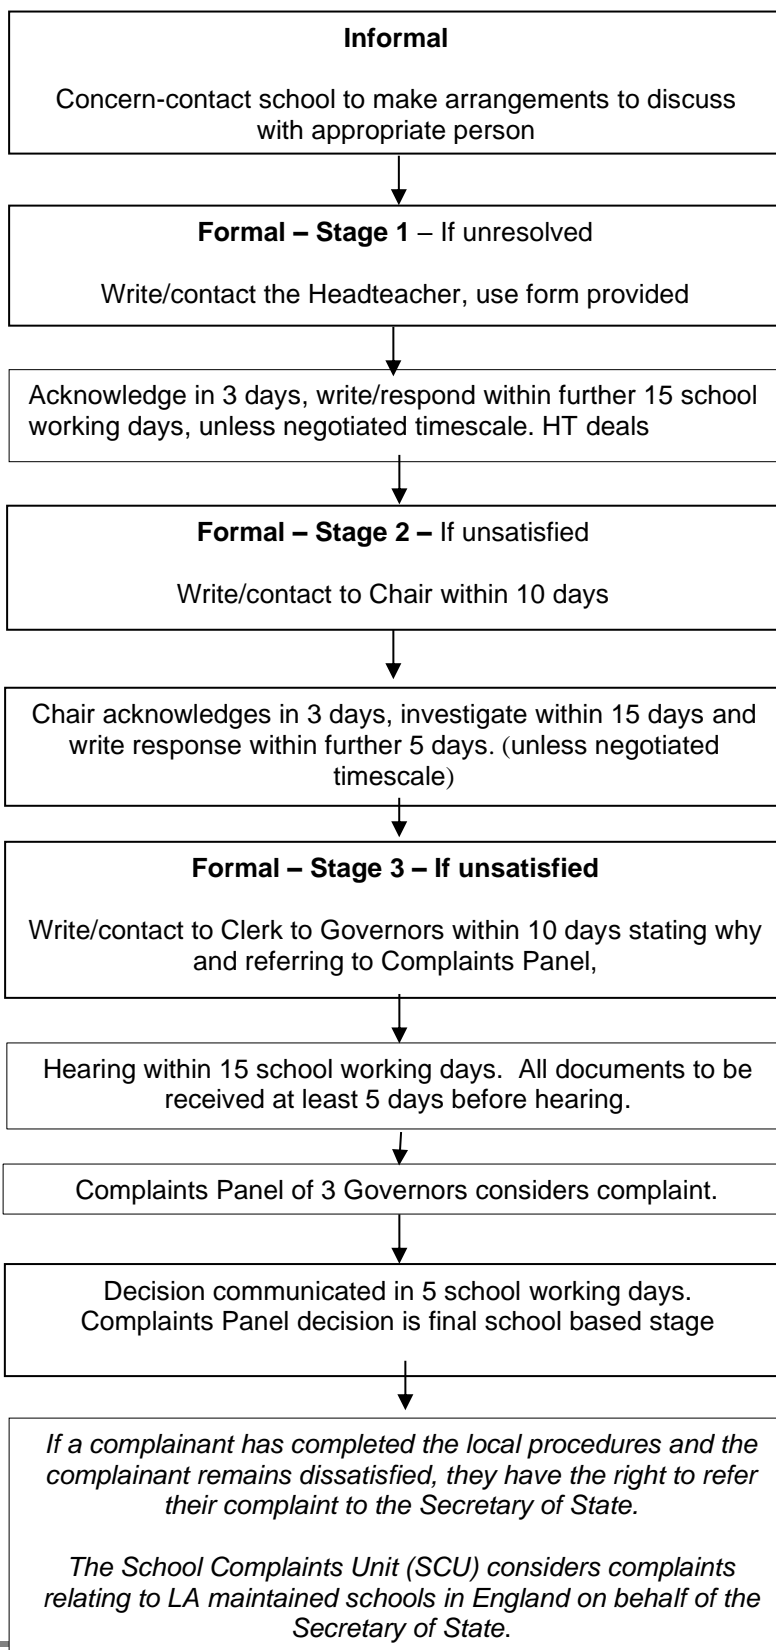 Informal
Concern-contact school to make arrangements to discuss
with appropriate person
Formal – Stage 1 – If unresolved
Write/contact the Headteacher, use form provided
Acknowledge in 3 days, write/respond within further 15 school
working days, unless negotiated timescale. HT deals
Formal – Stage 2 – If unsatisfied
Write/contact to Chair within 10 days
Chair acknowledges in 3 days, investigate within 15 days and
write response within further 5 days. (unless negotiated
timescale)
Formal – Stage 3 – If unsatisfied
Write/contact to Clerk to Governors within 10 days stating why
and referring to Complaints Panel,
Hearing within 15 school working days. All documents to be
received at least 5 days before hearing.
Complaints Panel of 3 Governors considers complaint.
Decision communicated in 5 school working days.
Complaints Panel decision is final school based stage
If a complainant has completed the local procedures and the
complainant remains dissatisfied, they have the right to refer
their complaint to the Secretary of State.
The School Complaints Unit (SCU) considers complaints
relating to LA maintained schools in England on behalf of the
Secretary of State.